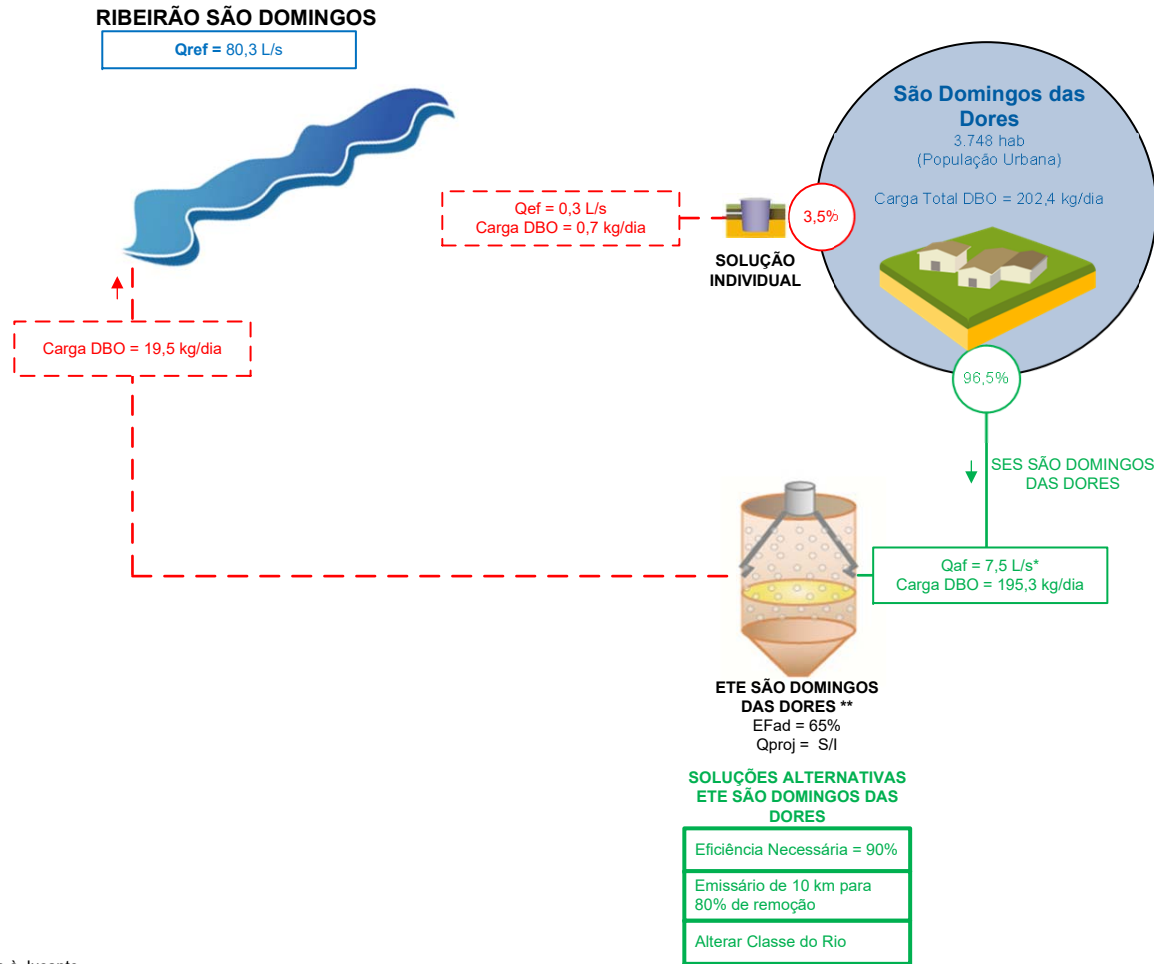 RIBEIRÃO SÃO DOMINGOS
Qref = 80,3 L/s
São Domingos das
Dores
3.748 hab
(População Urbana)
Carga Total DBO = 202,4 kg/dia
Qef = 0,3 L/s
Carga DBO = 0,7 kg/dia
3,5%
SOLUÇÃO
INDIVIDUAL
Carga DBO = 19,5 kg/dia
96,5%
SES SÃO DOMINGOS
DAS DORES
Qaf = 7,5 L/s*
Carga DBO = 195,3 kg/dia
ETE SÃO DOMINGOS
DAS DORES **
EFad = 65%
Qproj = S/I
SOLUÇÕES ALTERNATIVAS
ETE SÃO DOMINGOS DAS
DORES
Eficiência Necessária = 90%
Emissário de 10 km para
80% de remoção
Alterar Classe do Rio